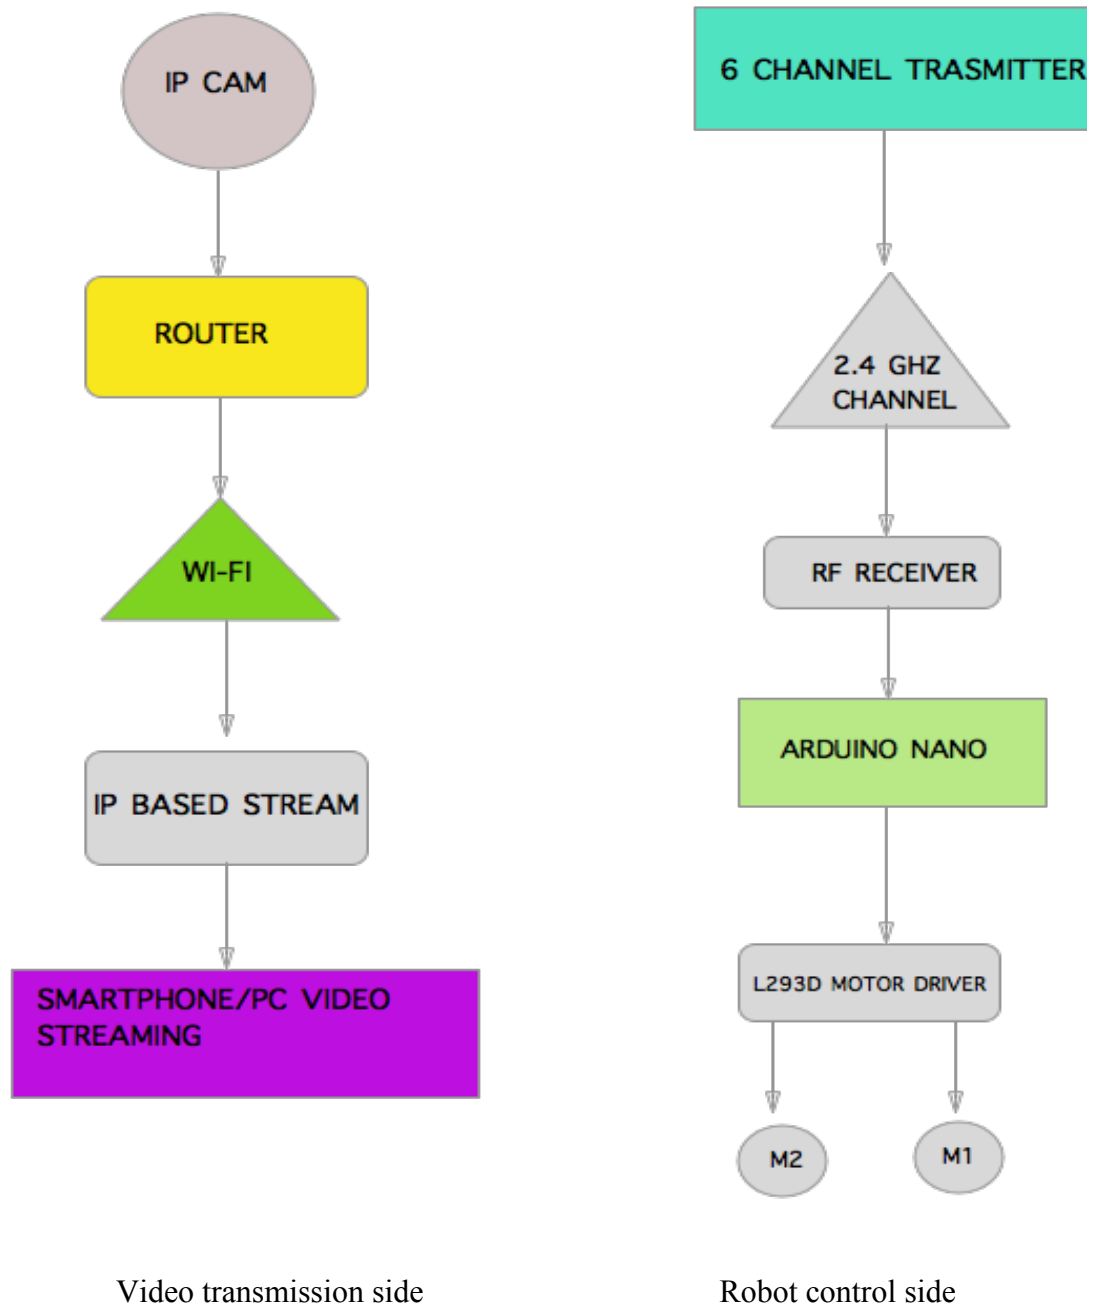 IP CAM
ROUTER
WI-FI
IP BASED STREAM
SMARTPHONE/PC VIDEO
STREAMING
Video transmission side
6 CHANNEL TRASMITTER
2.4 GHZ
CHANNEL
RF RECEIVER
ARDUINO NANO
L293D MOTOR DRIVER
M2
M1
Robot control side